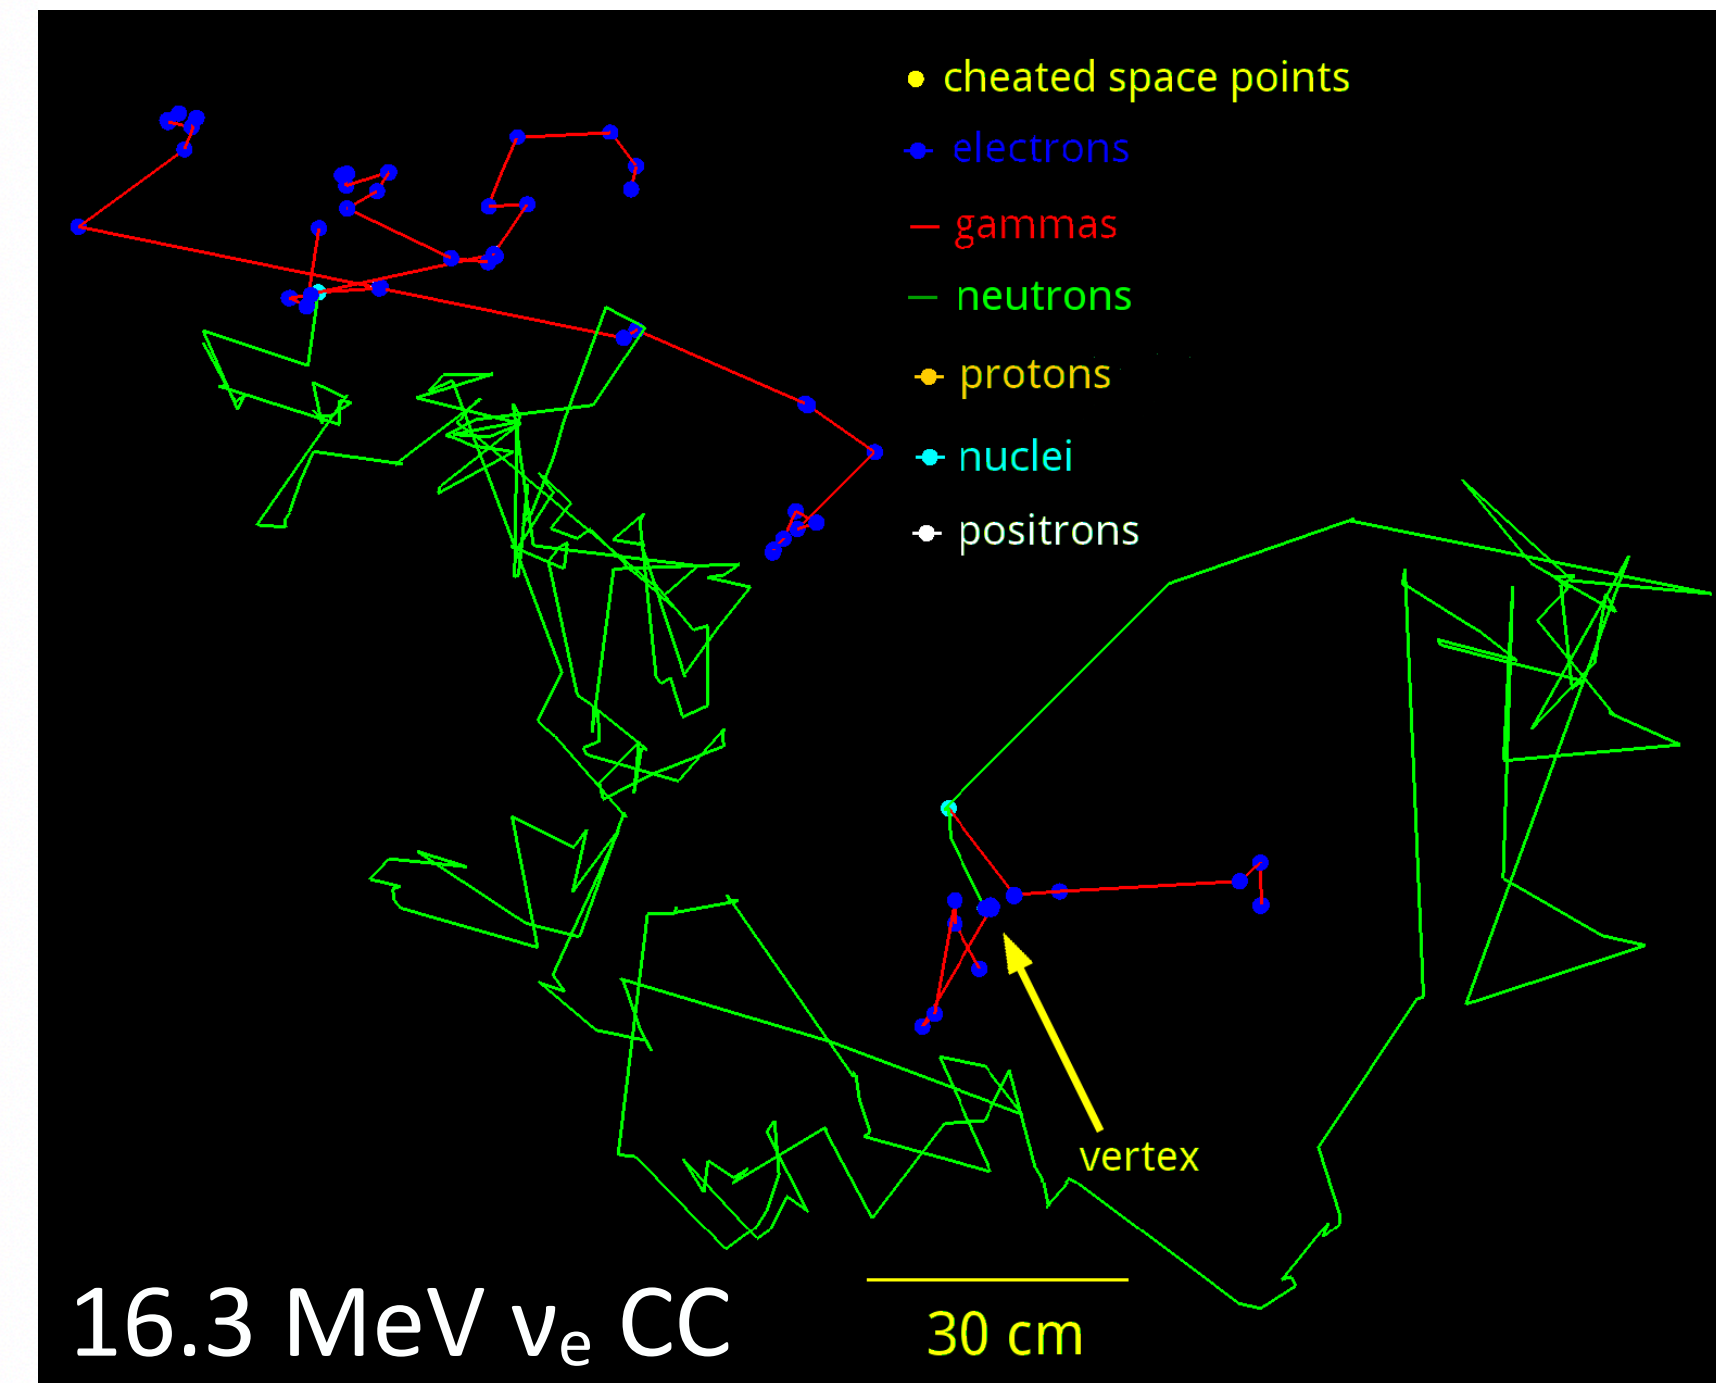 cheated space points
electrons
gammas
neutrons
protons
nuclei
positrons
vertex
30 cm
16.3 MeV νₑ CC